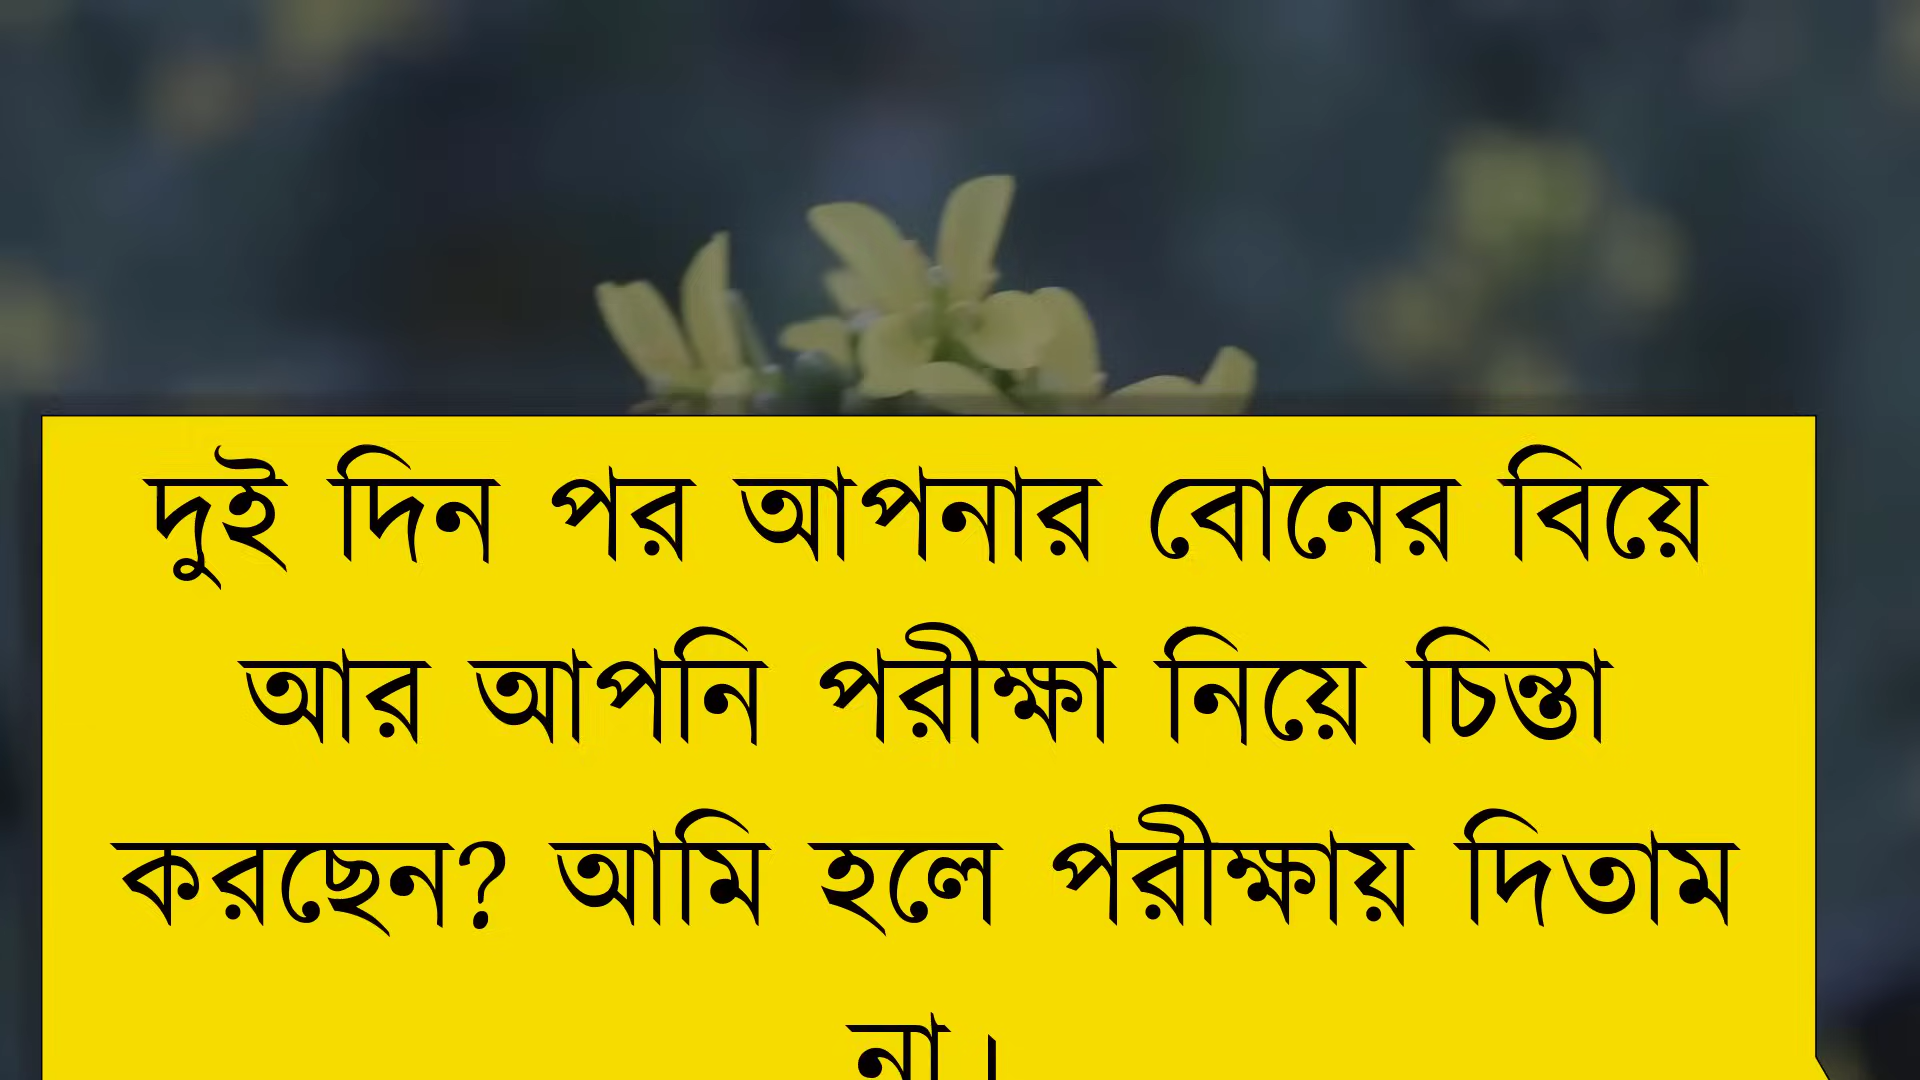 দুই দিন পর আপনার বোনের বিয়ে
আর আপনি পরীক্ষা নিয়ে চিন্তা
করছেন? আমি হলে পরীক্ষায় দিতাম
না।